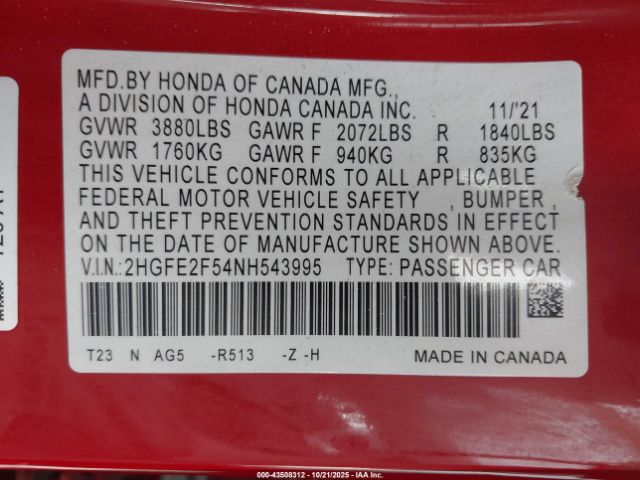 MFD.BY HONDA OF CANADA MFG.,
A DIVISION OF HONDA CANADA INC. 11/'21
GVWR 3880LBS GAWR F 2072LBS R 1840LBS
GVWR 1760KG GAWR F 940KG R 835KG
THIS VEHICLE CONFORMS TO ALL APPLICABLE
FEDERAL MOTOR VEHICLE SAFETY , BUMPER,
AND THEFT PREVENTION STANDARDS IN EFFECT
ON THE DATE OF MANUFACTURE SHOWN ABOVE.
V.I.N.:2HGFE2F54NH543995 TYPE: PASSENGER CAR
T23 N AG5 -R513 -Z -H MADE IN CANADA
000-43508312 - 10/21/2025 - IAA Inc.